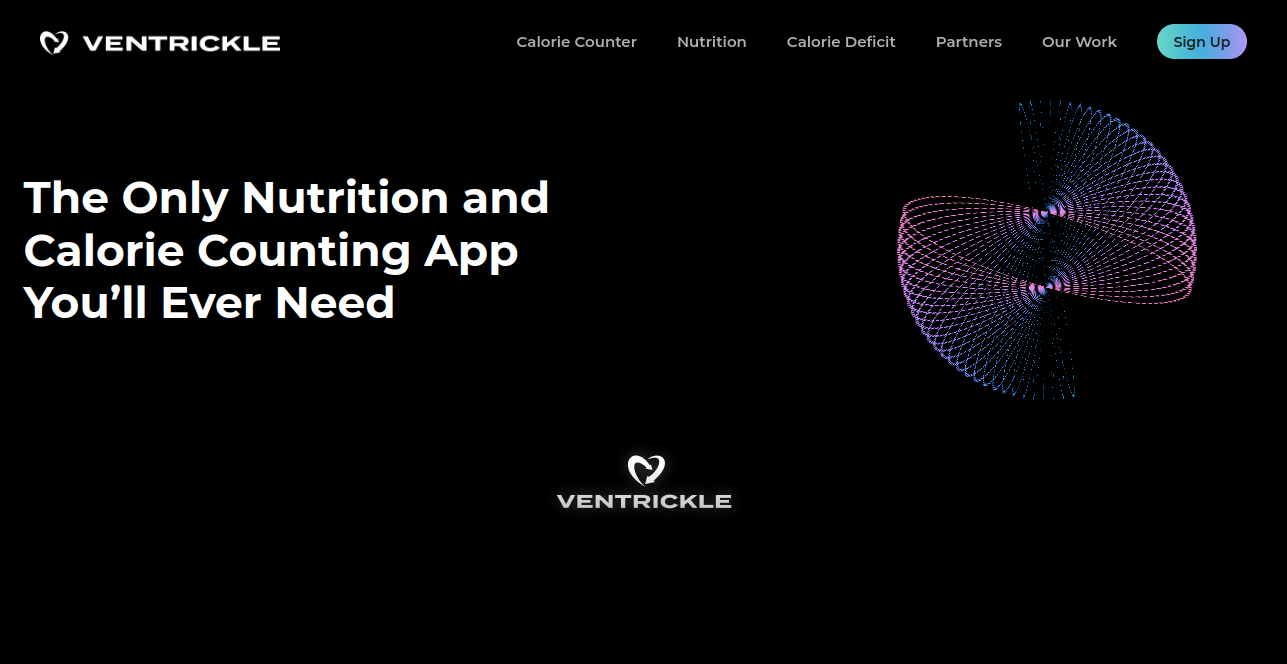 VENTRICKLE
Calorie Counter
Nutrition
Calorie Deficit
Partners
Our Work
Sign Up
The Only Nutrition and
Calorie Counting App
You’ll Ever Need
VENTRICKLE